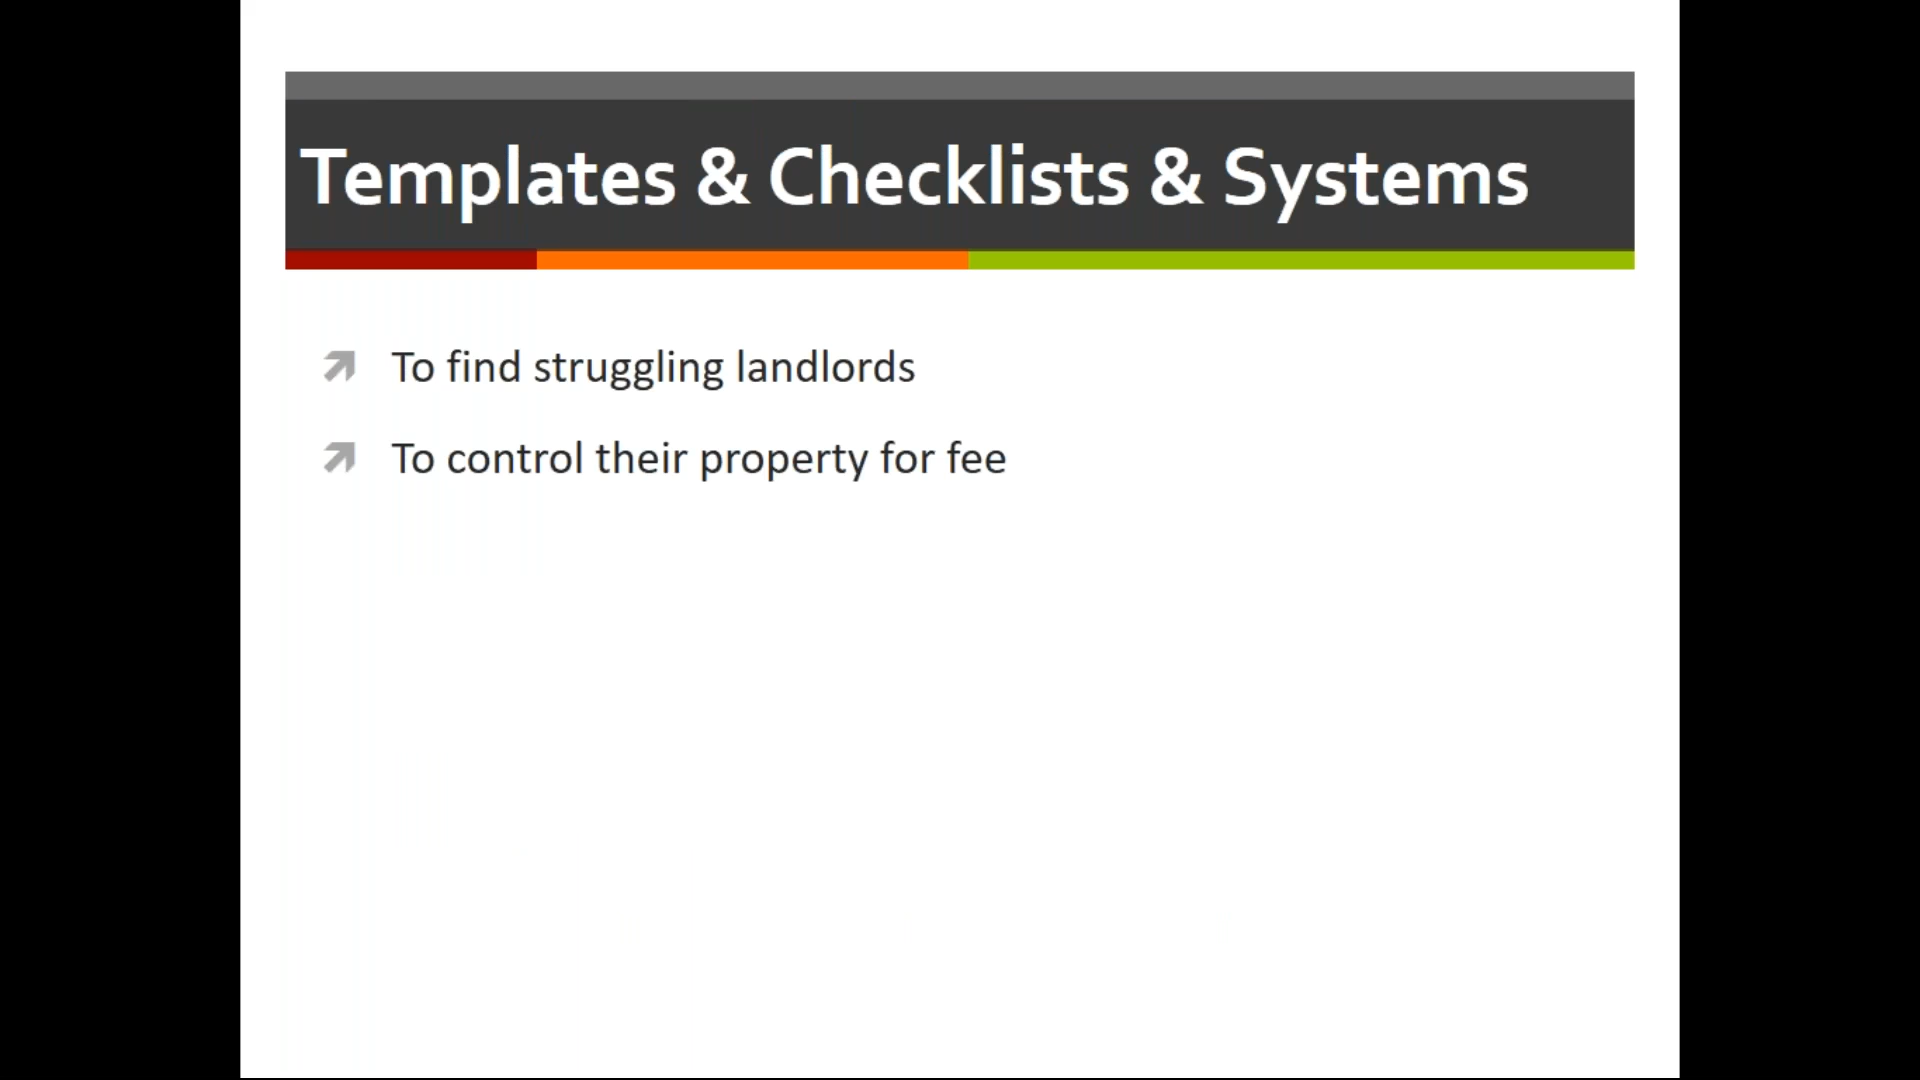 Templates & Checklists & Systems
To find struggling landlords
To control their property for fee